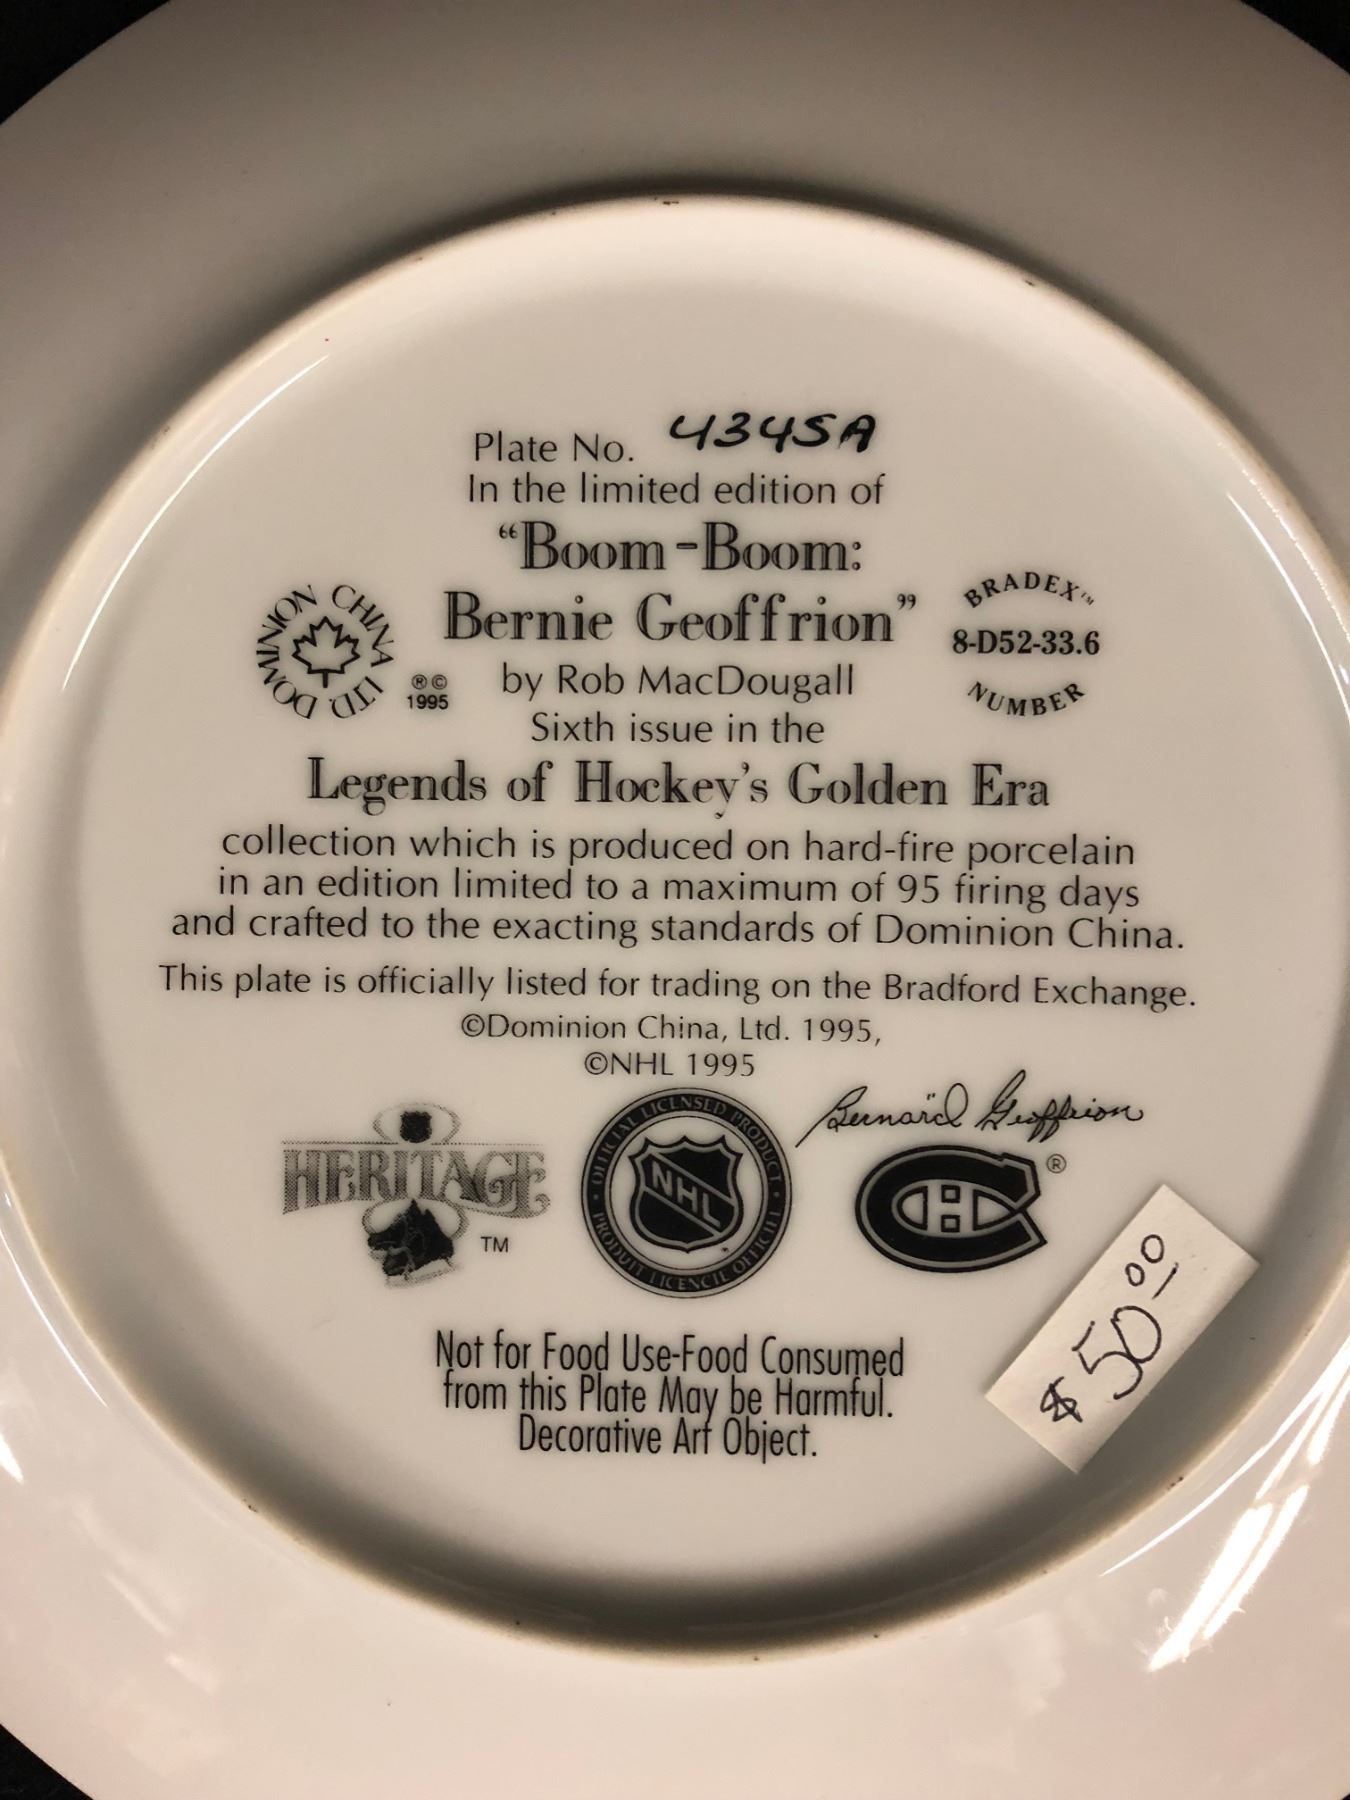 Plate No. 4345A
In the limited edition of
“Boom-Boom:
Bernie Geoffrion”
by Rob MacDougall
Sixth issue in the
Legends of Hockey's Golden Era
collection which is produced on hard-fire porcelain
in an edition limited to a maximum of 95 firing days
and crafted to the exacting standards of Dominion China.
This plate is officially listed for trading on the Bradford Exchange.
©Dominion China, Ltd. 1995,
©NHL 1995
DOMINION CHINA LTD.
®© 1995
BRADEX™
8-D52-33.6
NUMBER
HERITAGE
TM
OFFICIAL LICENSED PRODUCT
NHL
PRODUIT LICENCIE OFFICIEL
Bernard Geoffrion
CH
®
Not for Food Use-Food Consumed
from this Plate May be Harmful.
Decorative Art Object.
$50.00